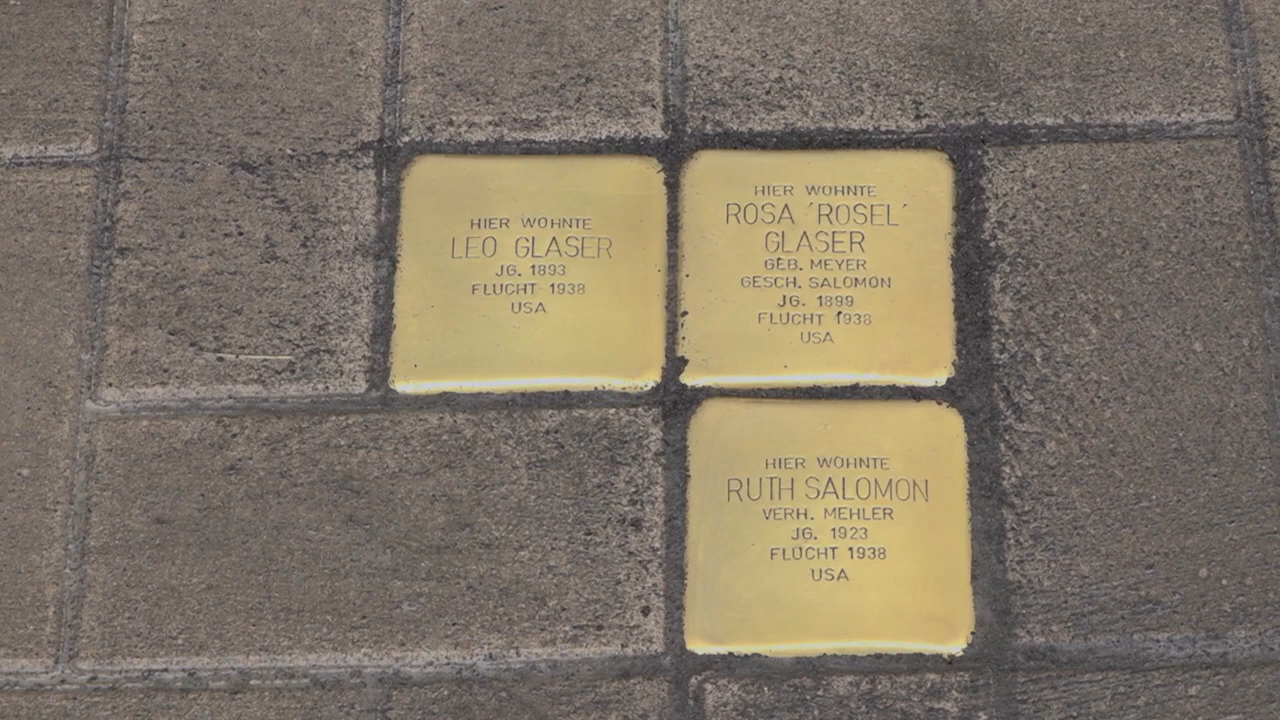 HIER WOHNTE
LEO GLASER
JG. 1893
FLUCHT 1938
USA
HIER WOHNTE
ROSA ´ROSEL´
GLASER
GEB. MEYER
GESCH. SALOMON
JG. 1899
FLUCHT 1938
USA
HIER WOHNTE
RUTH SALOMON
VERH. MEHLER
JG. 1923
FLUCHT 1938
USA